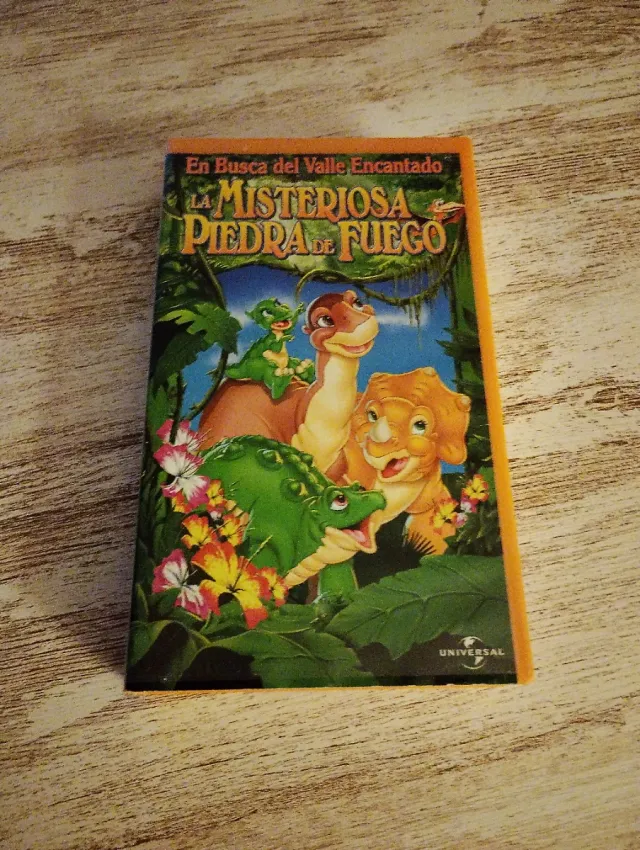 En Busca del Valle Encantado
LA MISTERIOSA
PIEDRA DE FUEGO
UNIVERSAL